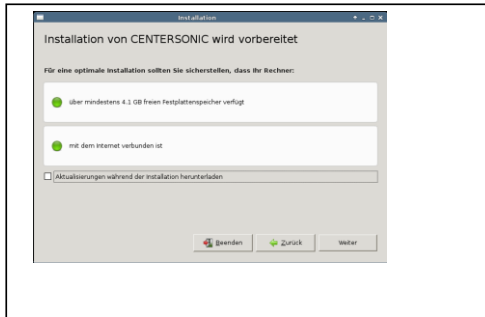 Installation
Installation von CENTERSONIC wird vorbereitet
Für eine optimale Installation sollten Sie sicherstellen, dass Ihr Rechner:
über mindestens 4.1 GB freien Festplattenspeicher verfügt
mit dem Internet verbunden ist
Aktualisierungen während der Installation herunterladen
Beenden
Zurück
Weiter